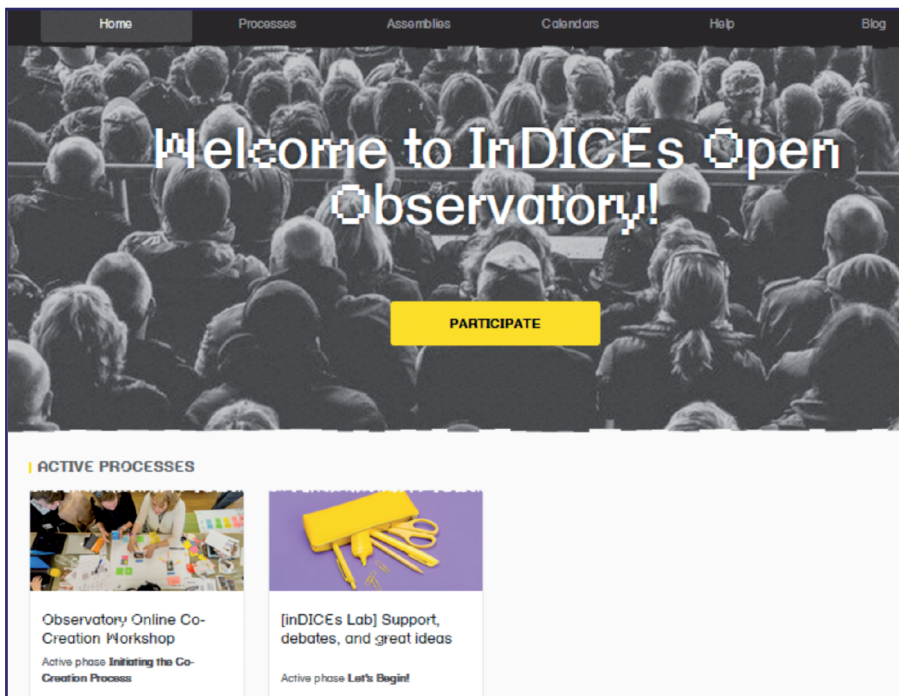 Home Processes Assemblies Calendars Help Blog
Welcome to InDICEs Open
Observatory!
PARTICIPATE
ACTIVE PROCESSES
Observatory Online Co-
Creation Workshop
Active phase Initiating the Co-
Creation Process
[inDICEs Lab] Support,
debates, and great ideas
Active phase Let's Begin!